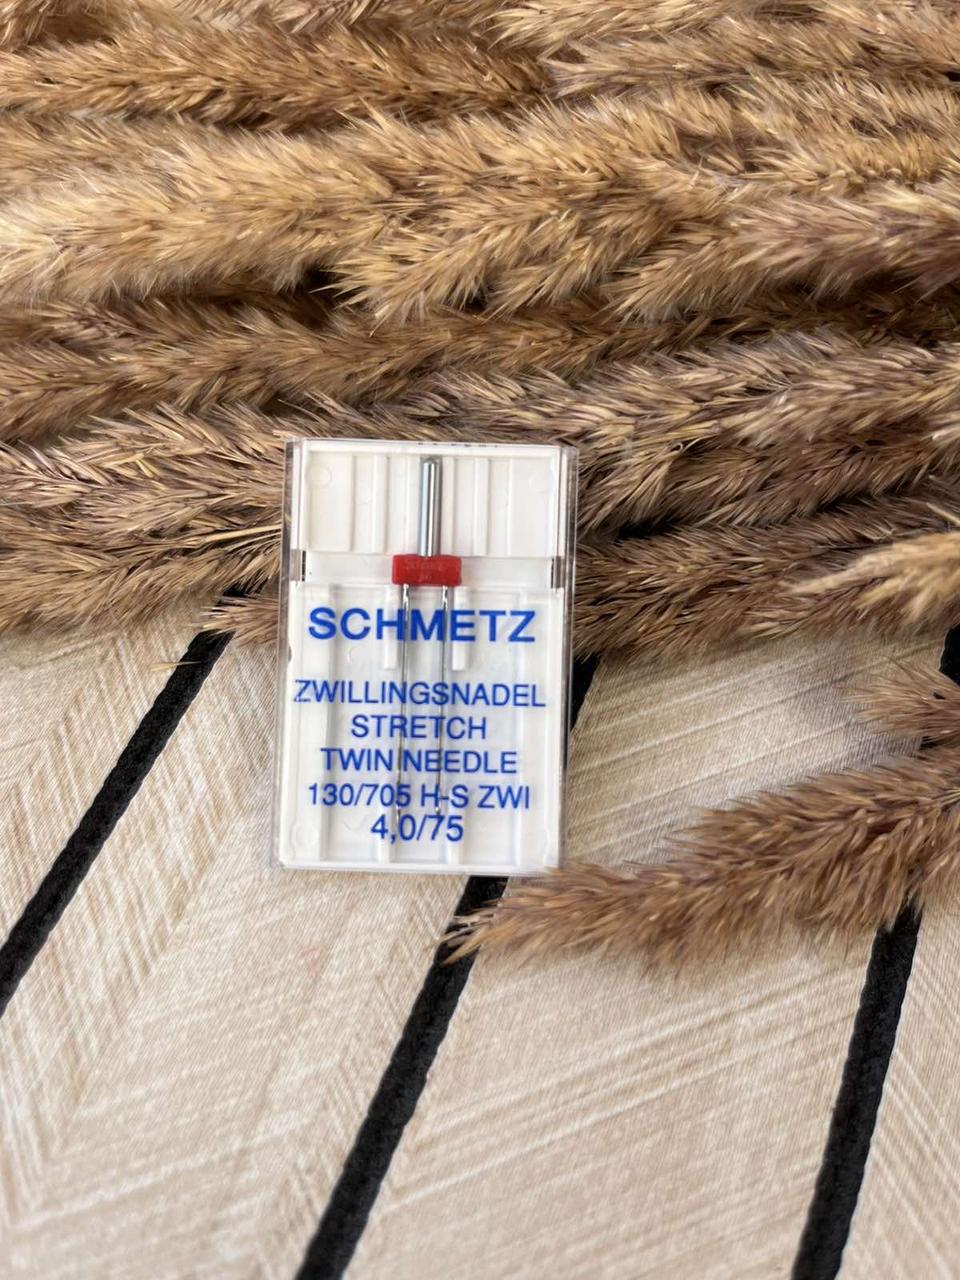 SCHMETZ
ZWILLINGSNADEL
STRETCH
TWIN NEEDLE
130/705 H-S ZWI
4,0/75